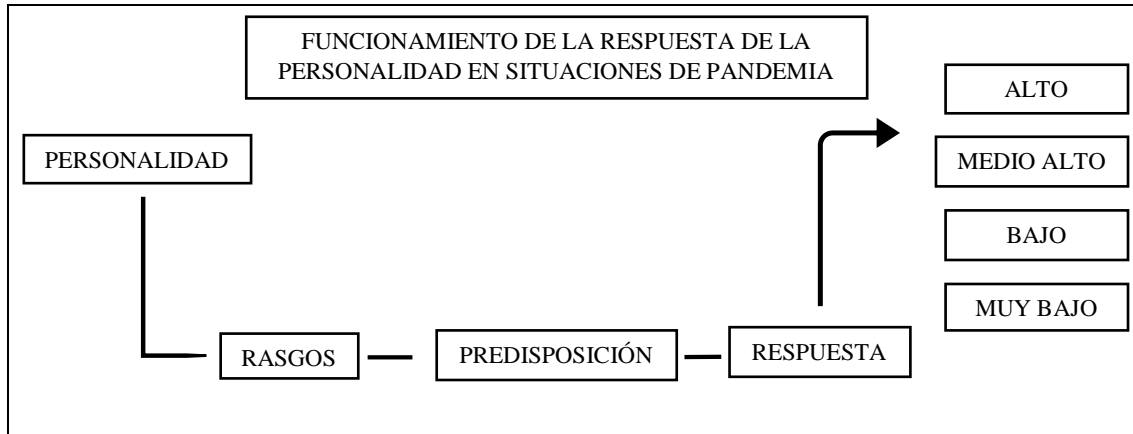 FUNCIONAMIENTO DE LA RESPUESTA DE LA
PERSONALIDAD EN SITUACIONES DE PANDEMIA
PERSONALIDAD
RASGOS
PREDISPOSICIÓN
RESPUESTA
ALTO
MEDIO ALTO
BAJO
MUY BAJO